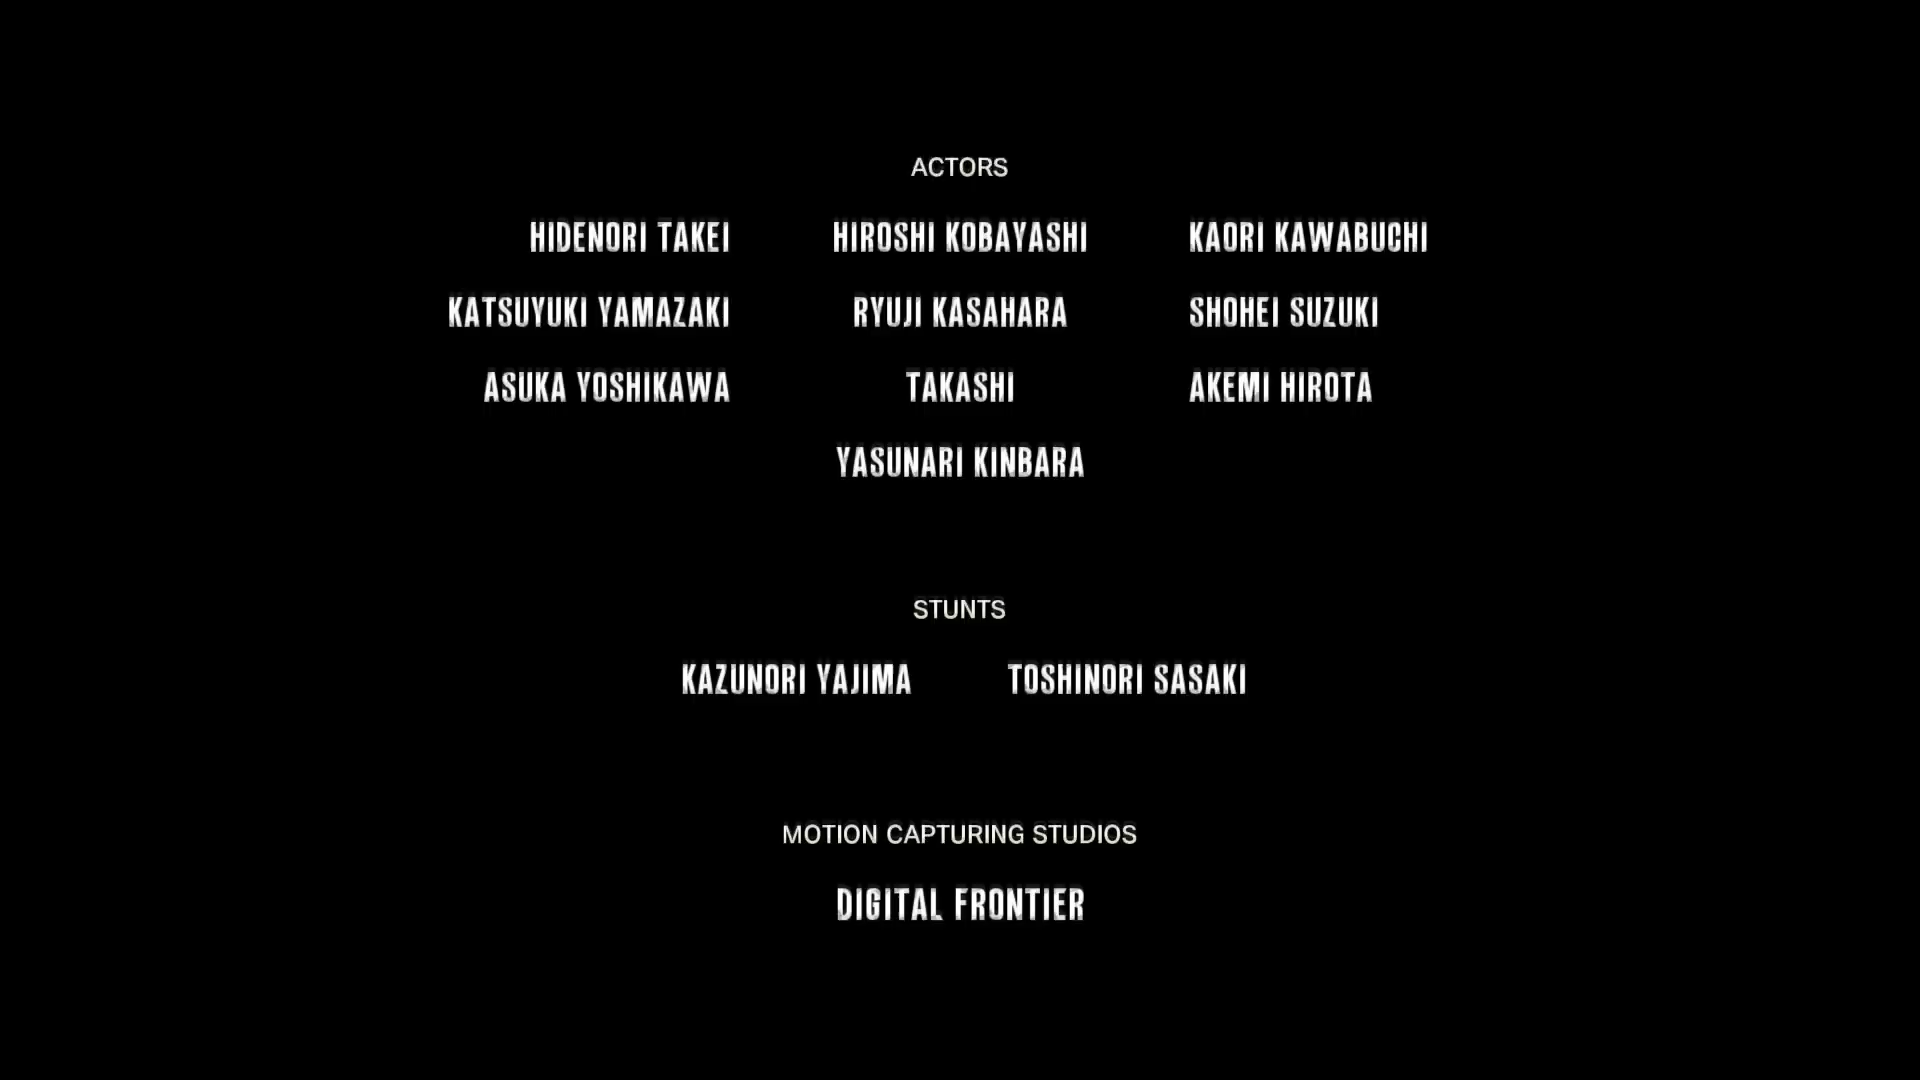 ACTORS
HIDENORI TAKEI HIROSHI KOBAYASHI KAORI KAWABUCHI
KATSUYUKI YAMAZAKI RYUJI KASAHARA SHOHEI SUZUKI
ASUKA YOSHIKAWA TAKASHI AKEMI HIROTA
YASUNARI KINBARA
STUNTS
KAZUNORI YAJIMA TOSHINORI SASAKI
MOTION CAPTURING STUDIOS
DIGITAL FRONTIER